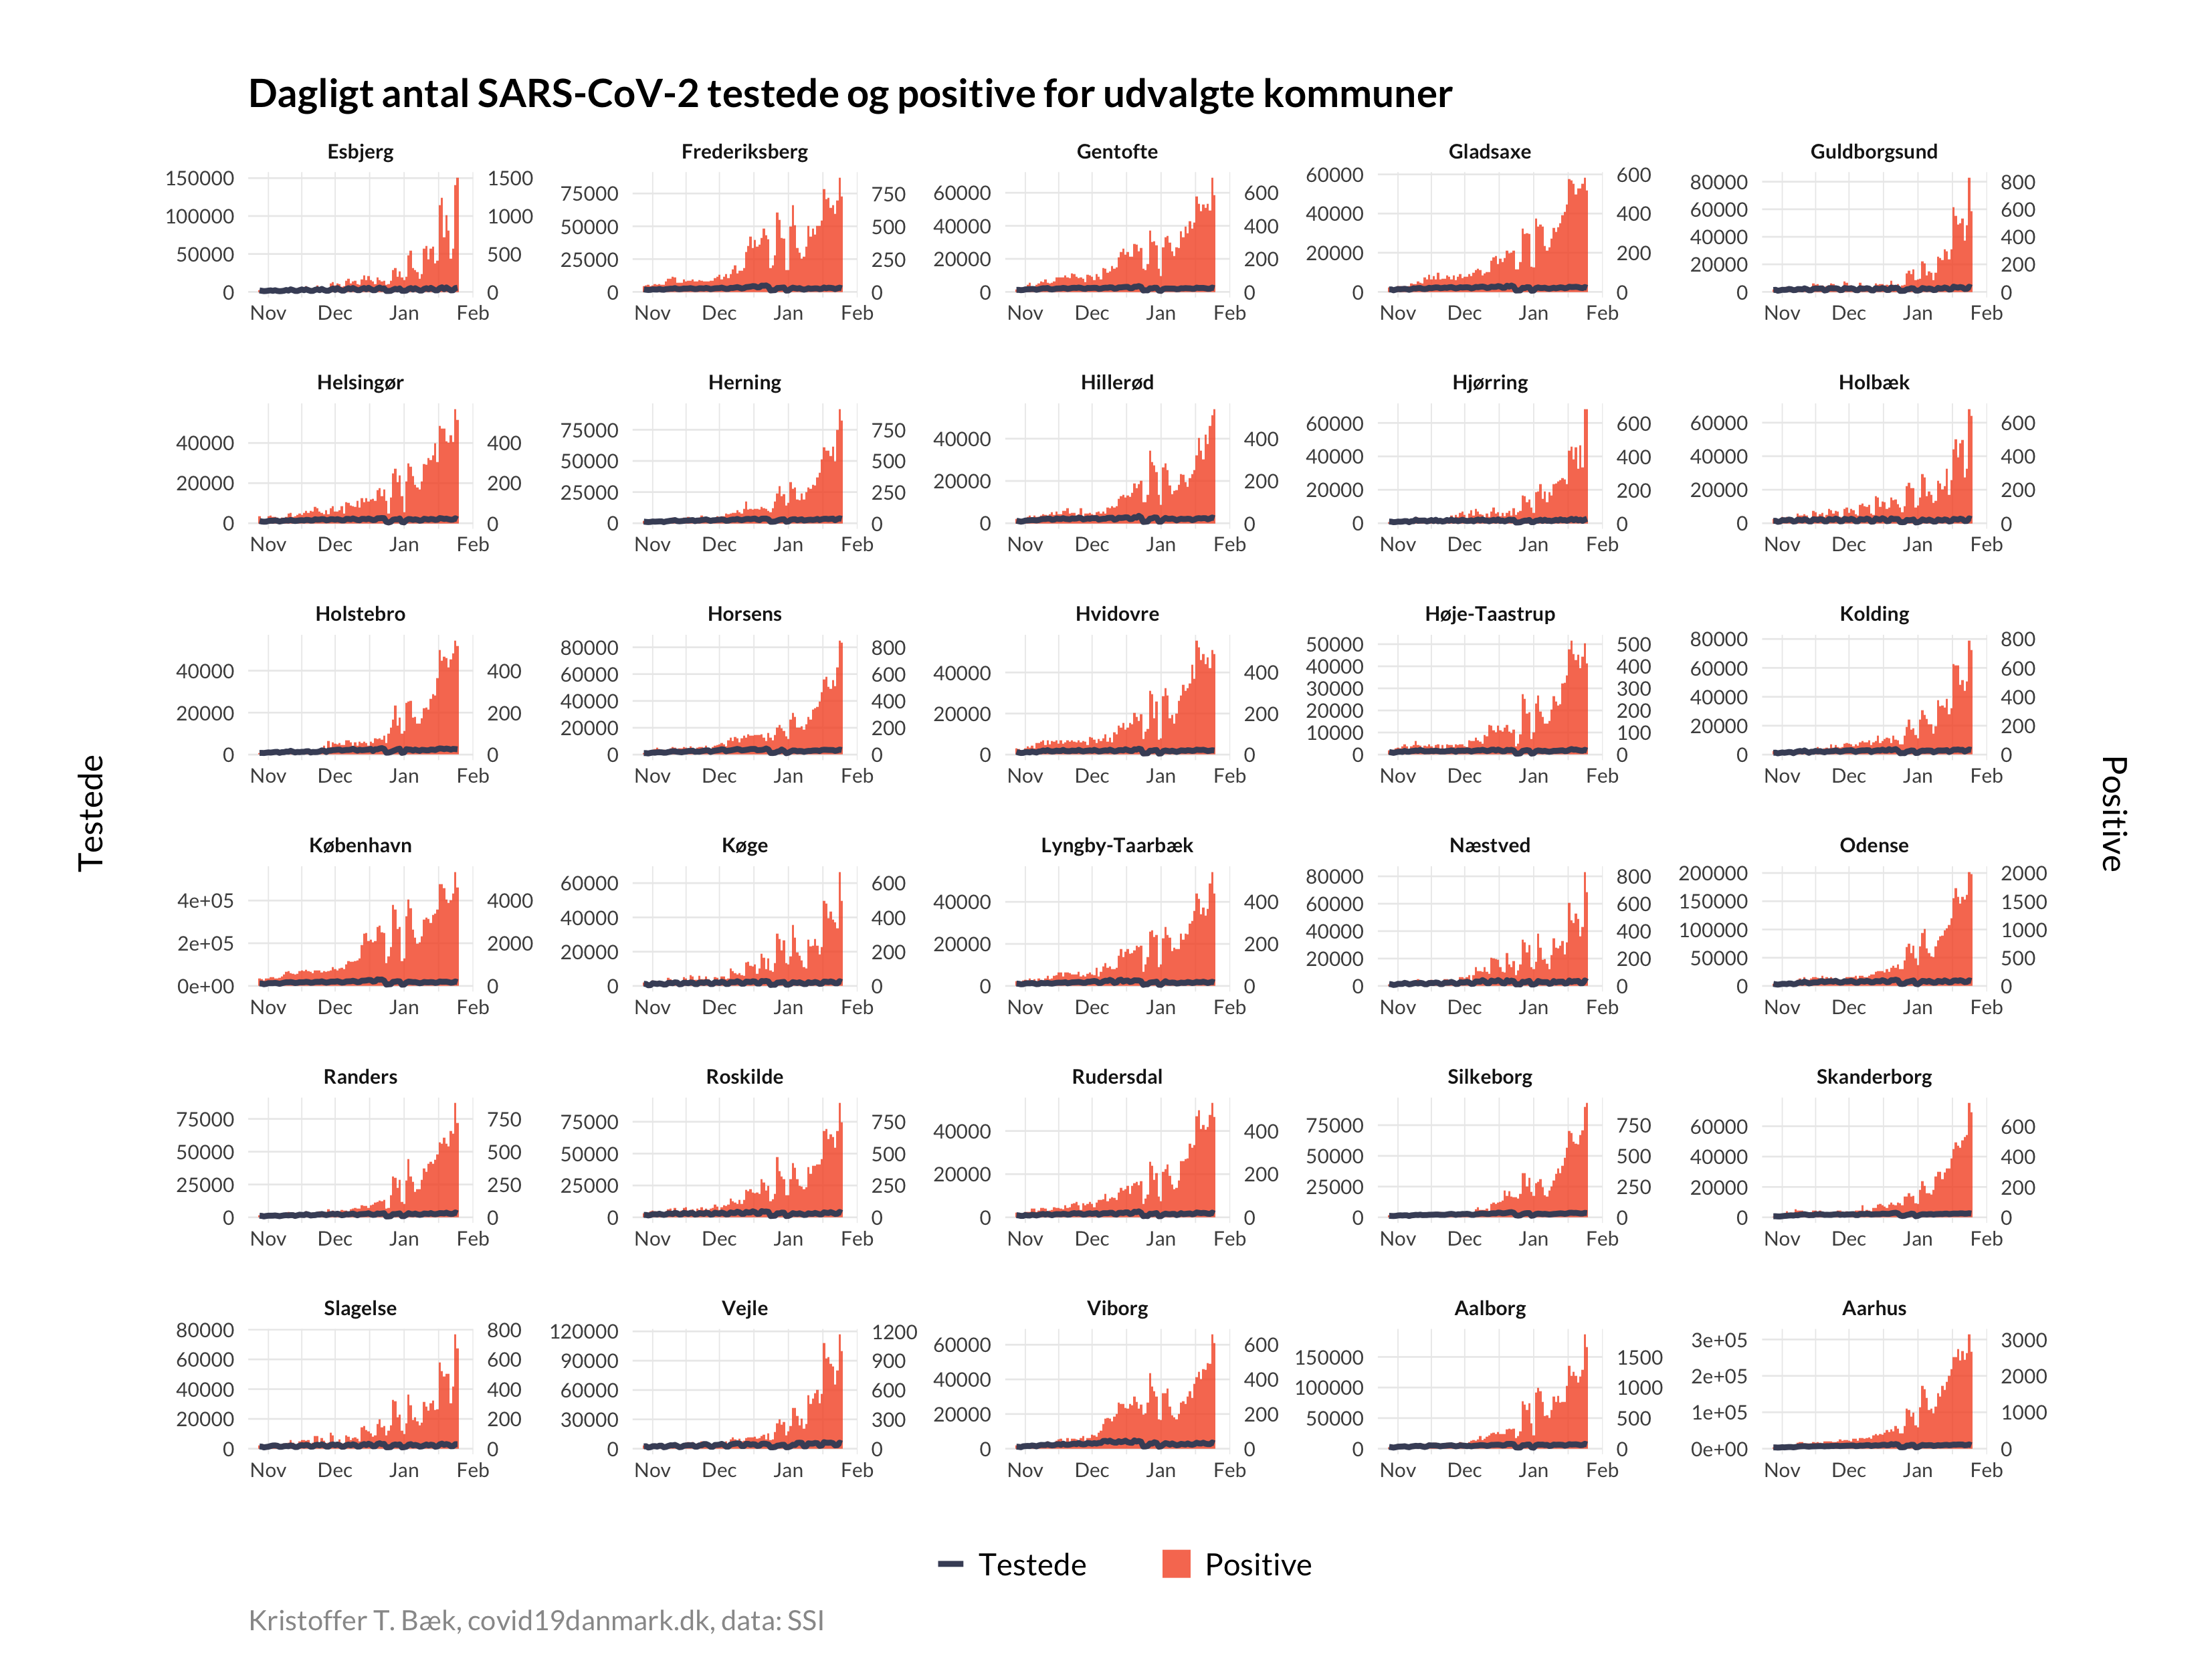 Dagligt antal SARS-CoV-2 testede og positive for udvalgte kommuner
Esbjerg Frederiksberg Gentofte Gladsaxe Guldborgsund
150000 100000 50000 0 1500 1000 500 0
75000 50000 25000 0 750 500 250 0
60000 40000 20000 0 600 400 200 0
60000 40000 20000 0 600 400 200 0
80000 60000 40000 20000 0 800 600 400 200 0
Nov Dec Jan Feb Nov Dec Jan Feb Nov Dec Jan Feb Nov Dec Jan Feb Nov Dec Jan Feb
Helsingør Herning Hillerød Hjørring Holbæk
40000 20000 0 400 200 0
75000 50000 25000 0 750 500 250 0
40000 20000 0 400 200 0
60000 40000 20000 0 600 400 200 0
60000 40000 20000 0 600 400 200 0
Nov Dec Jan Feb Nov Dec Jan Feb Nov Dec Jan Feb Nov Dec Jan Feb Nov Dec Jan Feb
Holstebro Horsens Hvidovre Høje-Taastrup Kolding
40000 20000 0 400 200 0
80000 60000 40000 20000 0 800 600 400 200 0
40000 20000 0 400 200 0
50000 40000 30000 20000 10000 0 500 400 300 200 100 0
80000 60000 40000 20000 0 800 600 400 200 0
Nov Dec Jan Feb Nov Dec Jan Feb Nov Dec Jan Feb Nov Dec Jan Feb Nov Dec Jan Feb
Testede
Positive
København Køge Lyngby-Taarbæk Næstved Odense
4e+05 2e+05 0e+00 4000 2000 0
60000 40000 20000 0 600 400 200 0
40000 20000 0 400 200 0
80000 60000 40000 20000 0 800 600 400 200 0
200000 150000 100000 50000 0 2000 1500 1000 500 0
Nov Dec Jan Feb Nov Dec Jan Feb Nov Dec Jan Feb Nov Dec Jan Feb Nov Dec Jan Feb
Randers Roskilde Rudersdal Silkeborg Skanderborg
75000 50000 25000 0 750 500 250 0
75000 50000 25000 0 750 500 250 0
40000 20000 0 400 200 0
75000 50000 25000 0 750 500 250 0
60000 40000 20000 0 600 400 200 0
Nov Dec Jan Feb Nov Dec Jan Feb Nov Dec Jan Feb Nov Dec Jan Feb Nov Dec Jan Feb
Slagelse Vejle Viborg Aalborg Aarhus
80000 60000 40000 20000 0 800 600 400 200 0
120000 90000 60000 30000 0 1200 900 600 300 0
60000 40000 20000 0 600 400 200 0
150000 100000 50000 0 1500 1000 500 0
3e+05 2e+05 1e+05 0e+00 3000 2000 1000 0
Nov Dec Jan Feb Nov Dec Jan Feb Nov Dec Jan Feb Nov Dec Jan Feb Nov Dec Jan Feb
Testede Positive
Kristoffer T. Bæk, covid19danmark.dk, data: SSI